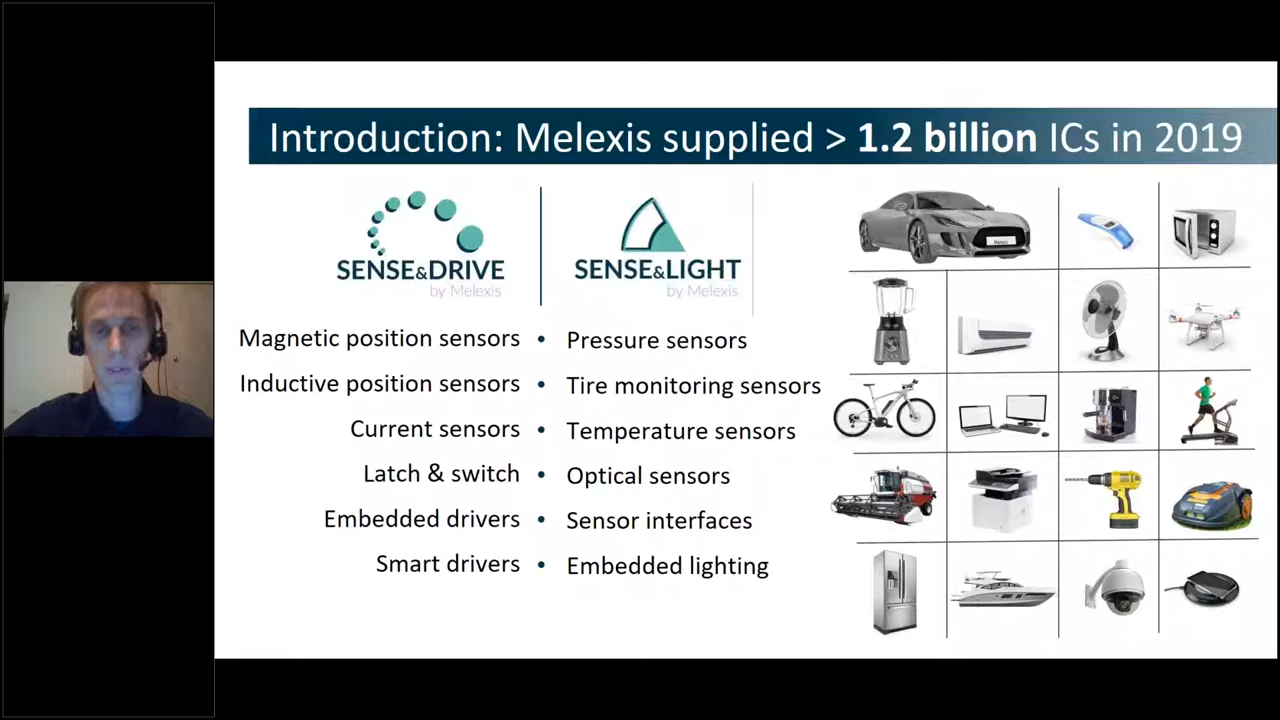 Introduction: Melexis supplied > 1.2 billion ICs in 2019
SENSE&DRIVE
by Melexis
SENSE&LIGHT
by Melexis
Magnetic position sensors • Pressure sensors
Inductive position sensors • Tire monitoring sensors
Current sensors • Temperature sensors
Latch & switch • Optical sensors
Embedded drivers • Sensor interfaces
Smart drivers • Embedded lighting
Melexis